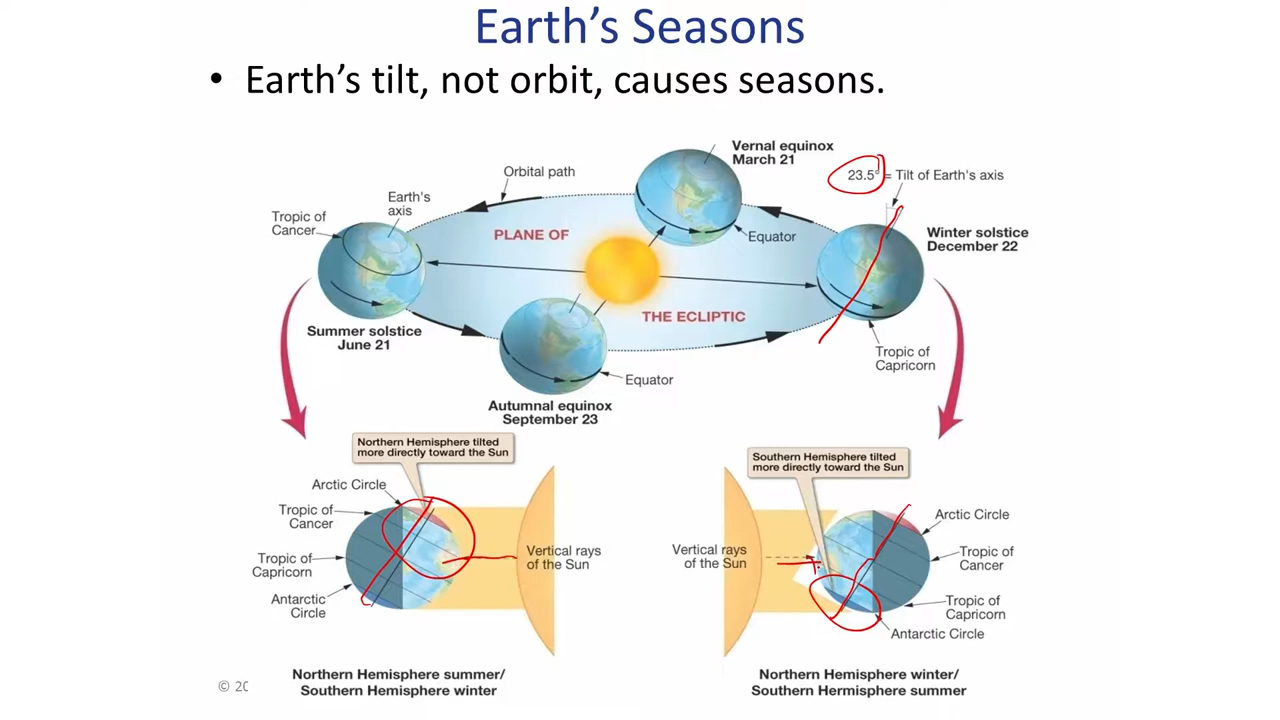 Earth's Seasons
• Earth's tilt, not orbit, causes seasons.
Vernal equinox
March 21
23.5° = Tilt of Earth's axis
Orbital path
Earth's
axis
Tropic of
Cancer
PLANE OF
Equator
Winter solstice
December 22
THE ECLIPTIC
Summer solstice
June 21
Tropic of
Capricorn
Equator
Autumnal equinox
September 23
Northern Hemisphere tilted
more directly toward the Sun
Arctic Circle
Tropic of
Cancer
Tropic of
Capricorn
Antarctic
Circle
Vertical rays
of the Sun
Southern Hemisphere tilted
more directly toward the Sun
Vertical rays
of the Sun
Arctic Circle
Tropic of
Cancer
Tropic of
Capricorn
Antarctic Circle
© 20
Northern Hemisphere summer/
Southern Hemisphere winter
Northern Hemisphere winter/
Southern Hermisphere summer